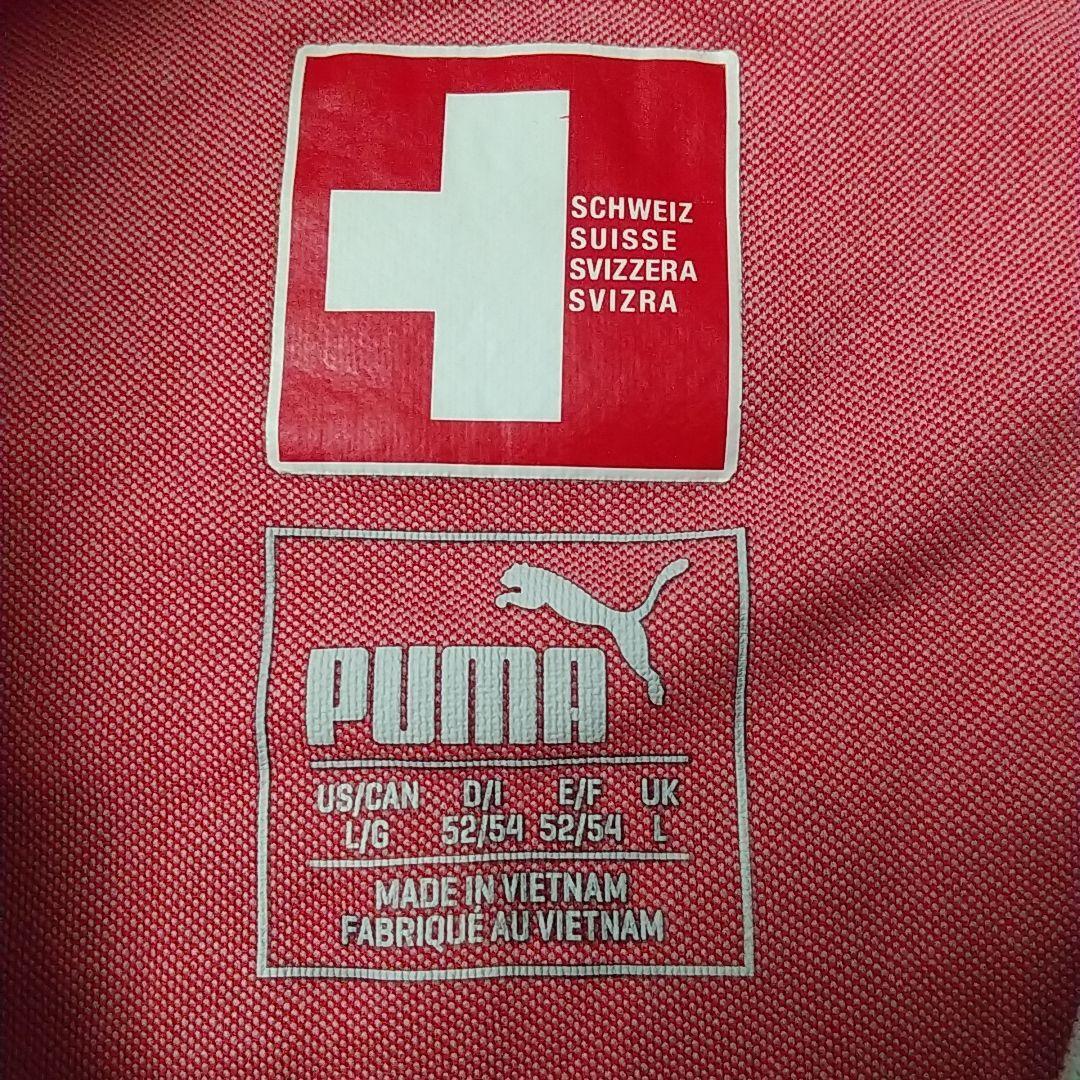 SCHWEIZ
SUISSE
SVIZZERA
SVIZRA
PUMA
US/CAN D/I E/F UK
L/G 52/54 52/54 L
MADE IN VIETNAM
FABRIQUÉ AU VIETNAM